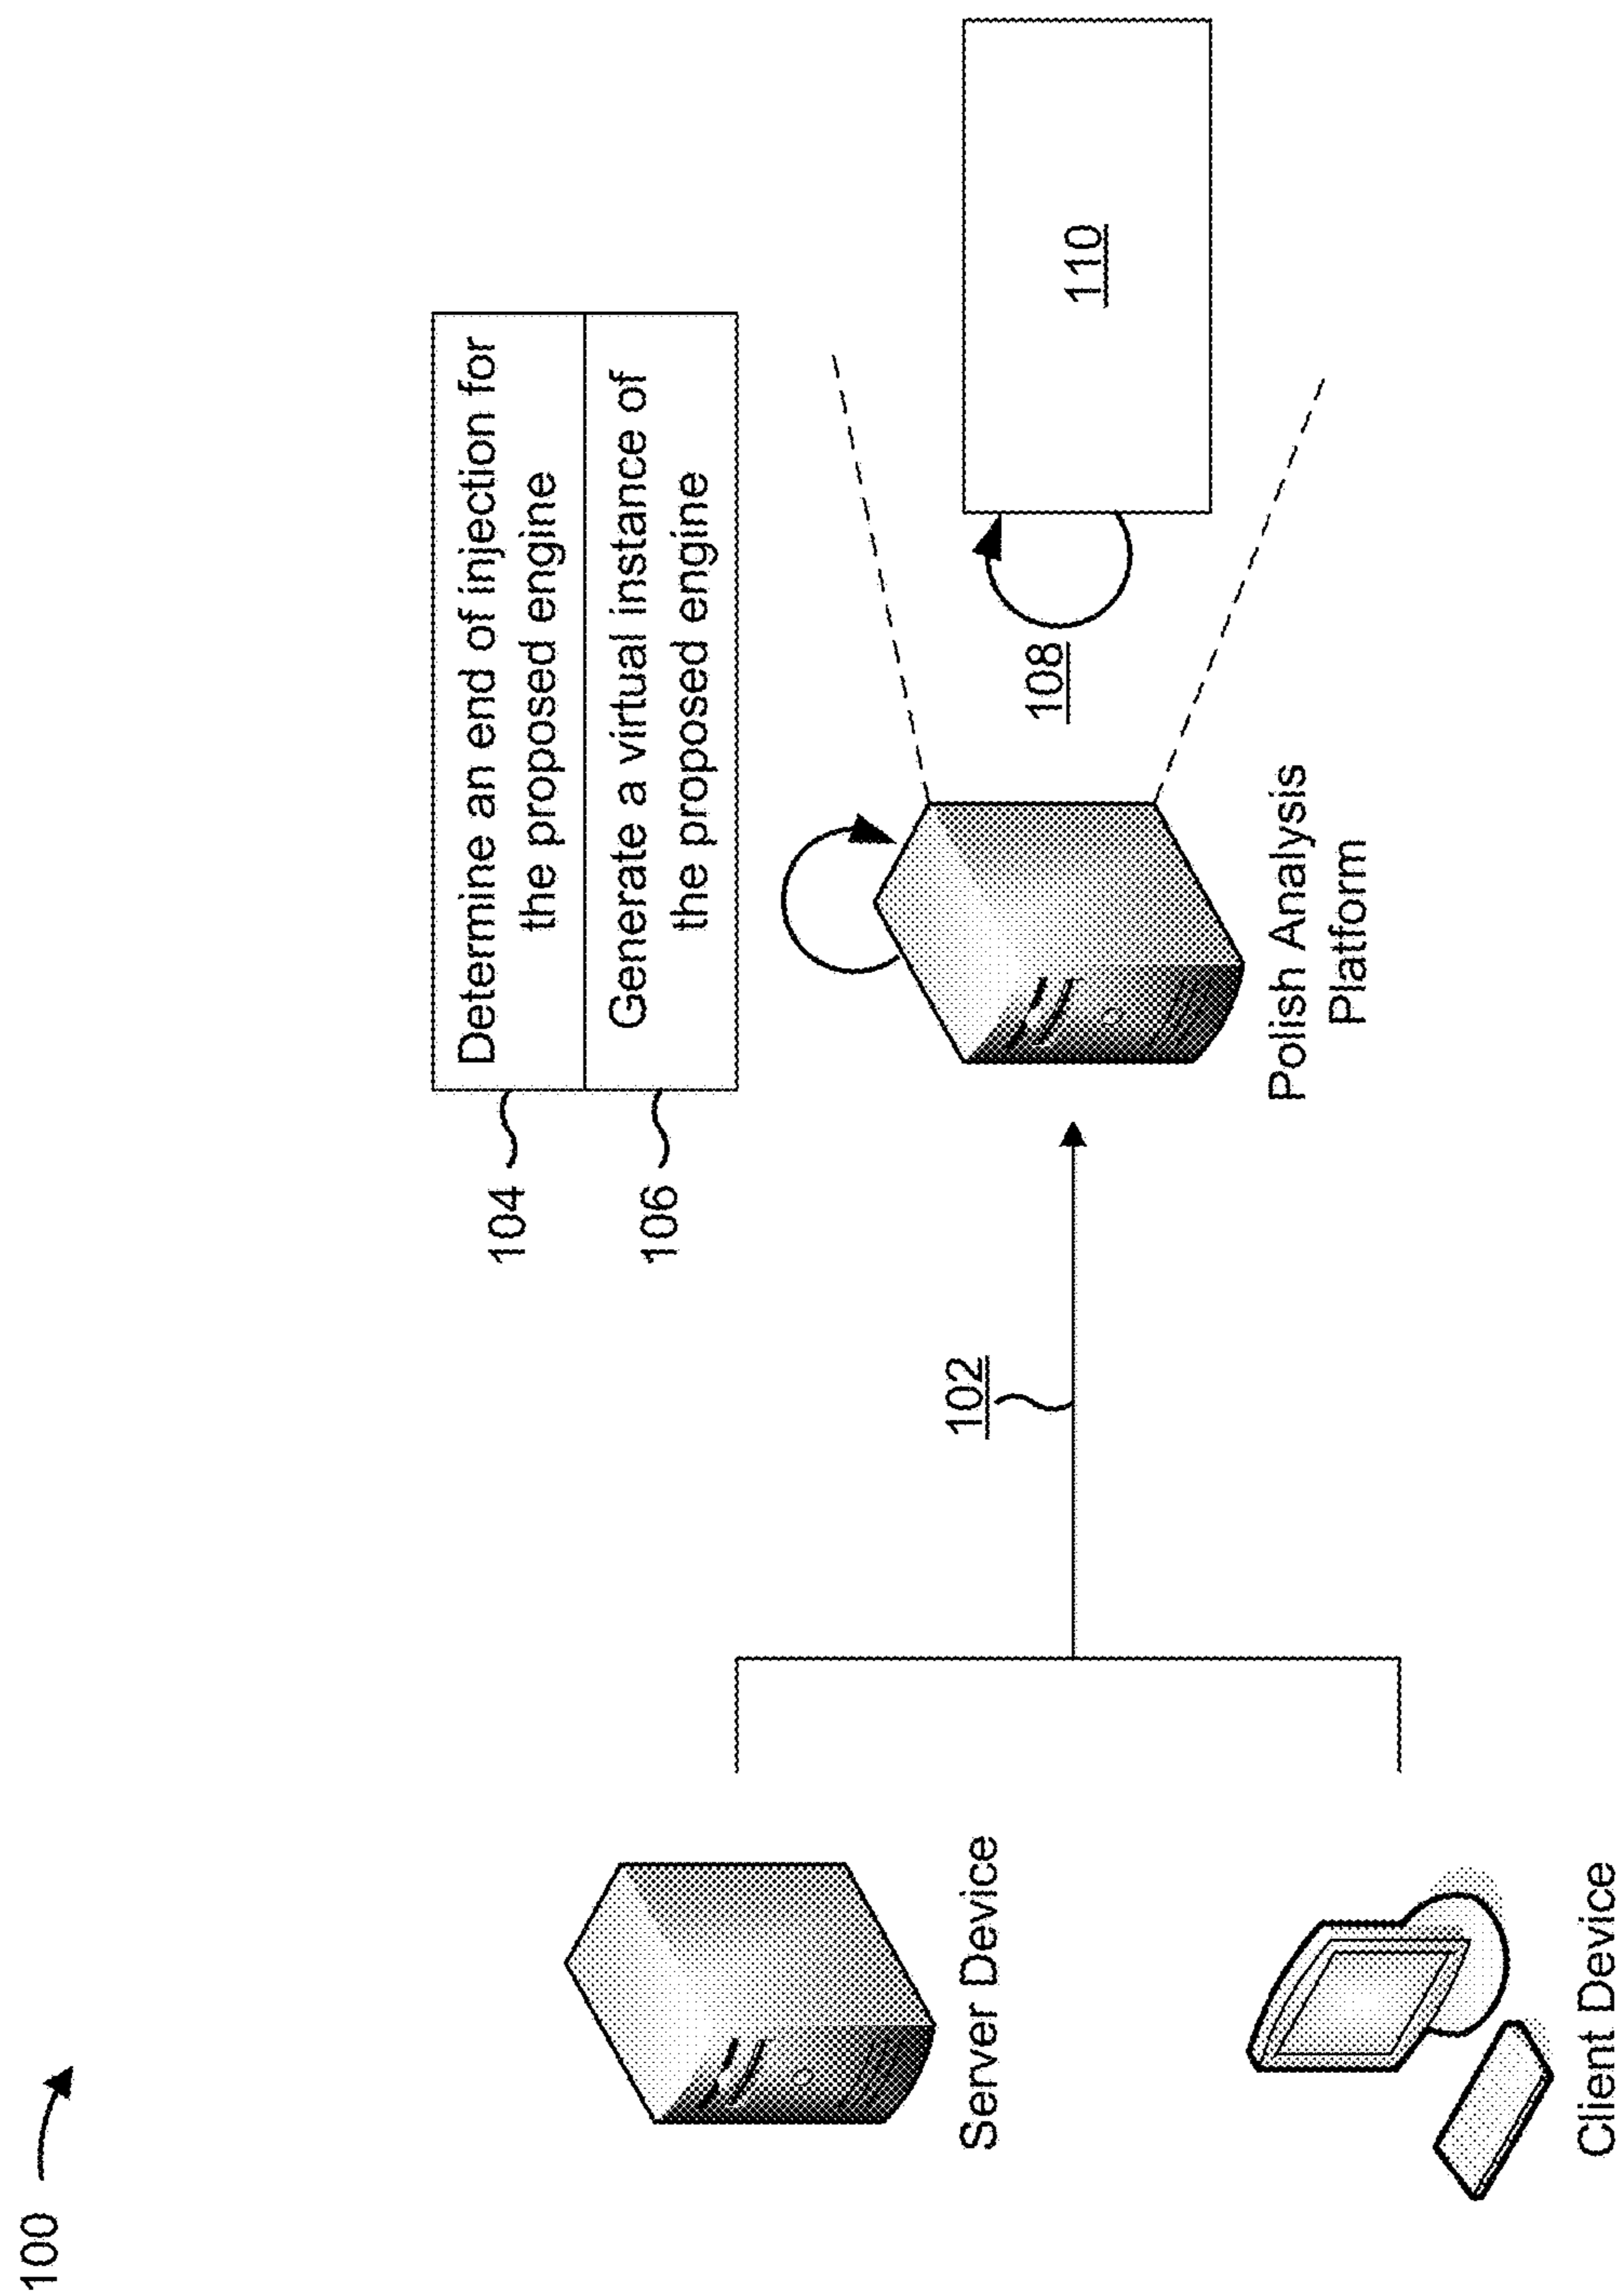 100
Determine an end of injection for
the proposed engine
Generate a virtual instance of
the proposed engine
104
106
Server Device
Client Device
102
Polish Analysis
Platform
108
110